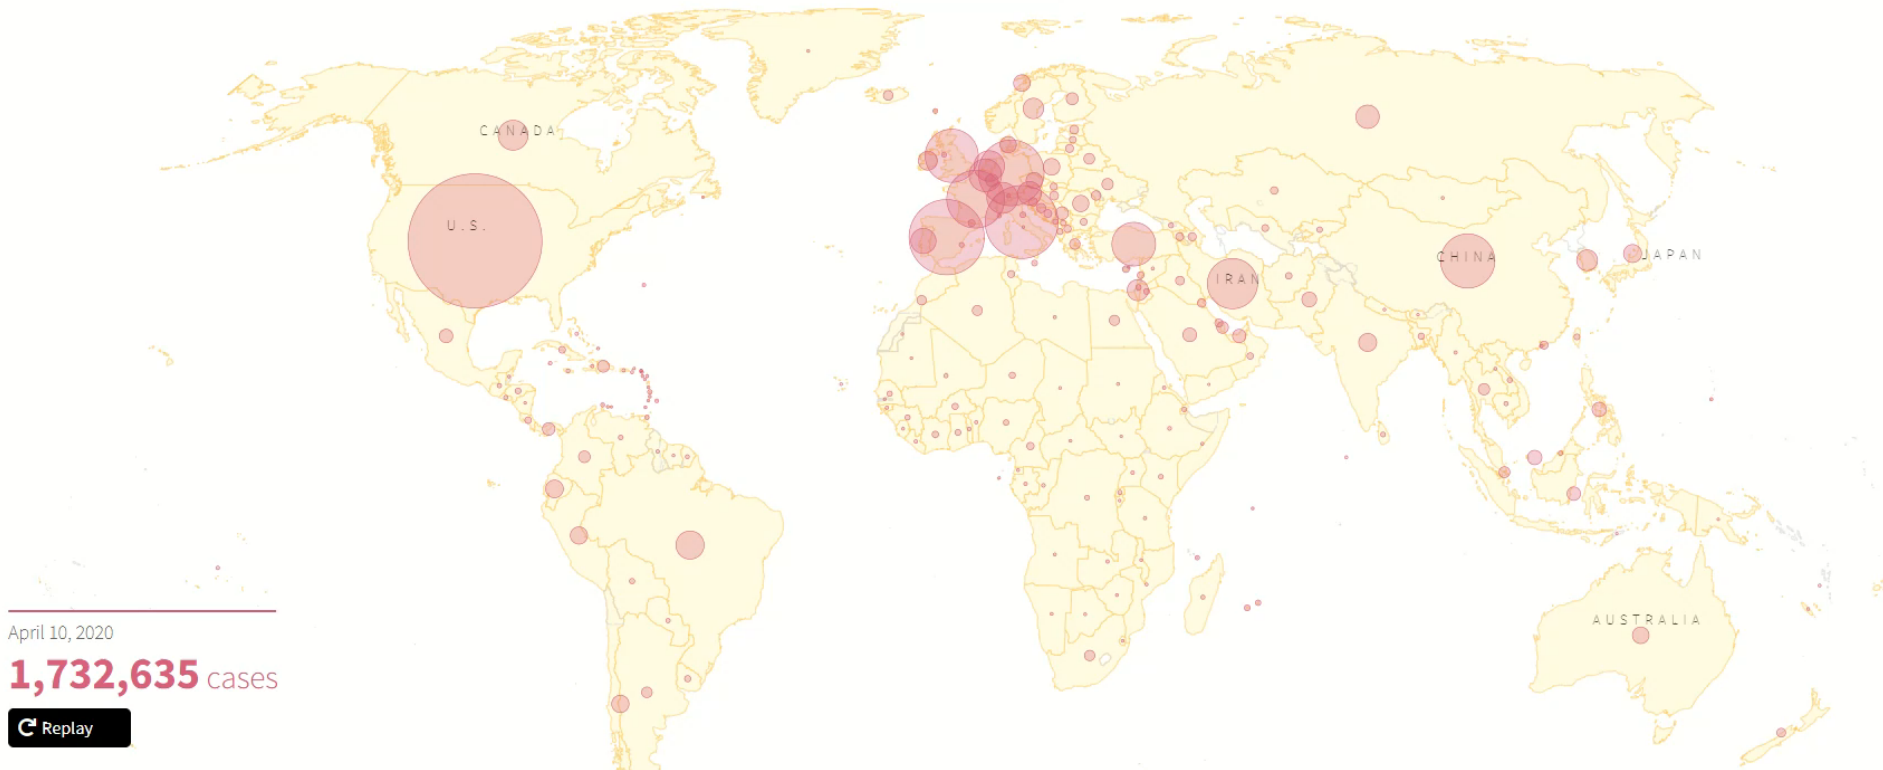 CANADA
U.S.
IRAN
CHINA
JAPAN
AUSTRALIA
April 10, 2020
1,732,635 cases
Replay